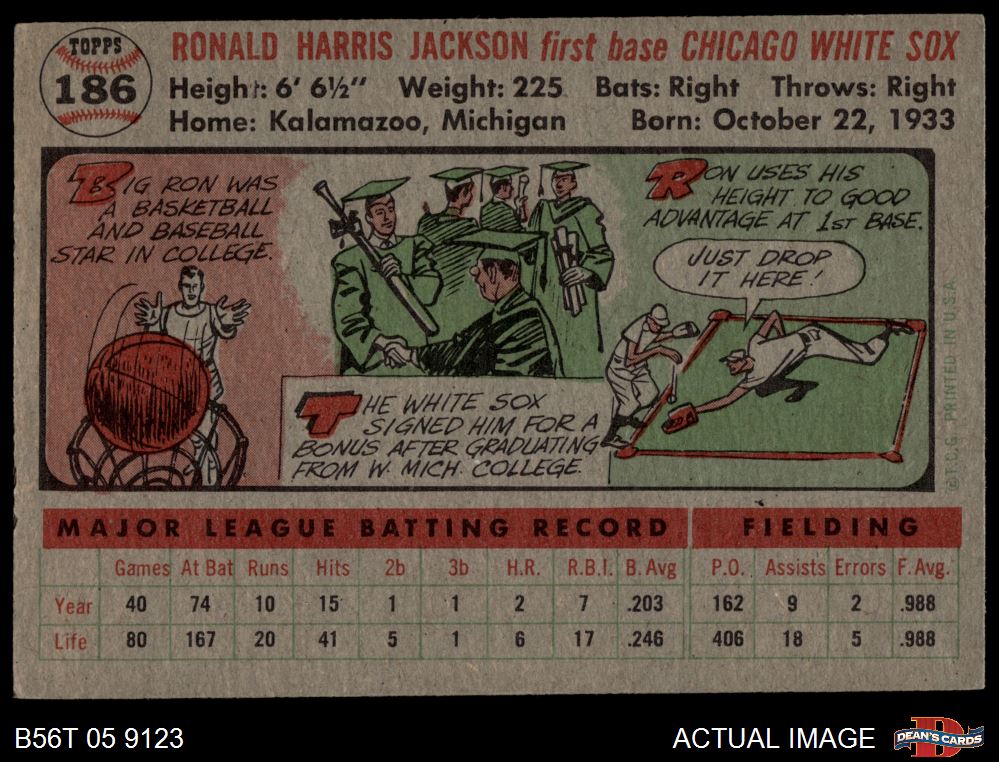 TOPPS
186
RONALD HARRIS JACKSON first base CHICAGO WHITE SOX
Height: 6' 6½" Weight: 225 Bats: Right Throws: Right
Home: Kalamazoo, Michigan Born: October 22, 1933
BIG RON WAS
A BASKETBALL
AND BASEBALL
STAR IN COLLEGE.
THE WHITE SOX
SIGNED HIM FOR A
BONUS AFTER GRADUATING
FROM W. MICH. COLLEGE.
RON USES HIS
HEIGHT TO GOOD
ADVANTAGE AT 1ST BASE.
JUST DROP
IT HERE!
© T.C.G. PRINTED IN U.S.A.
MAJOR LEAGUE BATTING RECORD FIELDING
Games At Bat Runs Hits 2b 3b H.R. R.B.I. B. Avg P.O. Assists Errors F. Avg.
Year 40 74 10 15 1 1 2 7 .203 162 9 2 .988
Life 80 167 20 41 5 1 6 17 .246 406 18 5 .988
B56T 05 9123 ACTUAL IMAGE DEAN'S CARDS